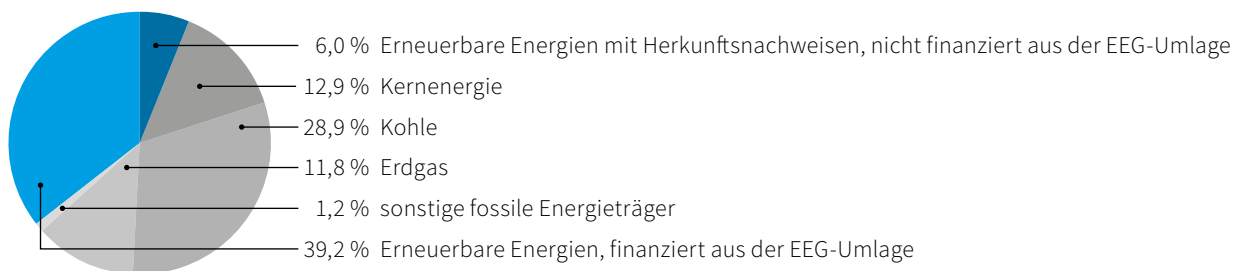 6,0 % Erneuerbare Energien mit Herkunftsnachweisen, nicht finanziert aus der EEG-Umlage
12,9 % Kernenergie
28,9 % Kohle
11,8 % Erdgas
1,2 % sonstige fossile Energieträger
39,2 % Erneuerbare Energien, finanziert aus der EEG-Umlage